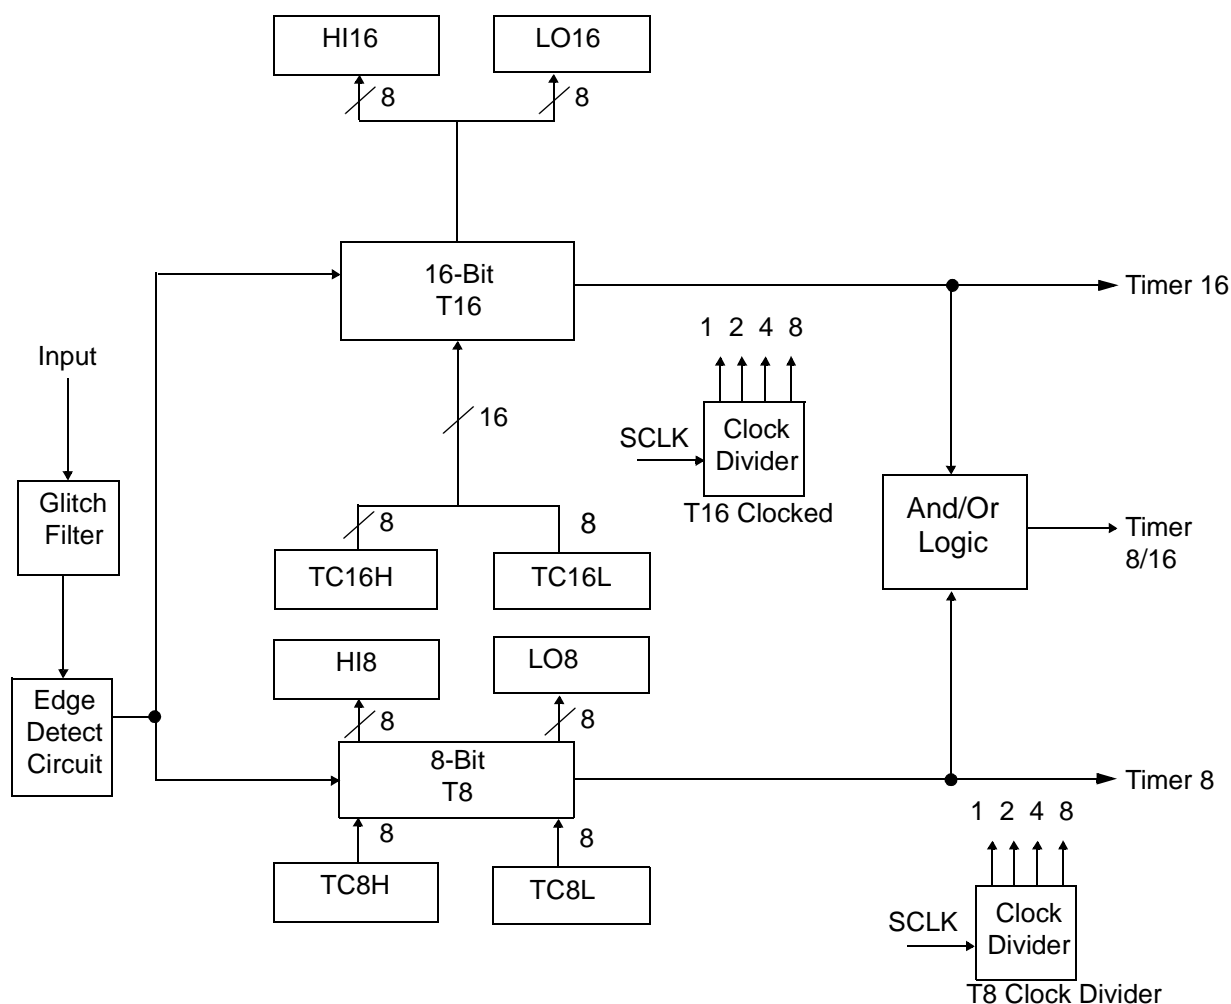 HI16
LO16
8
8
16-Bit
T16
Timer 16
1 2 4 8
Input
16
SCLK
Clock
Divider
T16 Clocked
Glitch
Filter
8
8
And/Or
Logic
Timer
8/16
TC16H
TC16L
HI8
LO8
Edge
Detect
Circuit
8
8
8-Bit
T8
Timer 8
8
8
1 2 4 8
TC8H
TC8L
SCLK
Clock
Divider
T8 Clock Divider